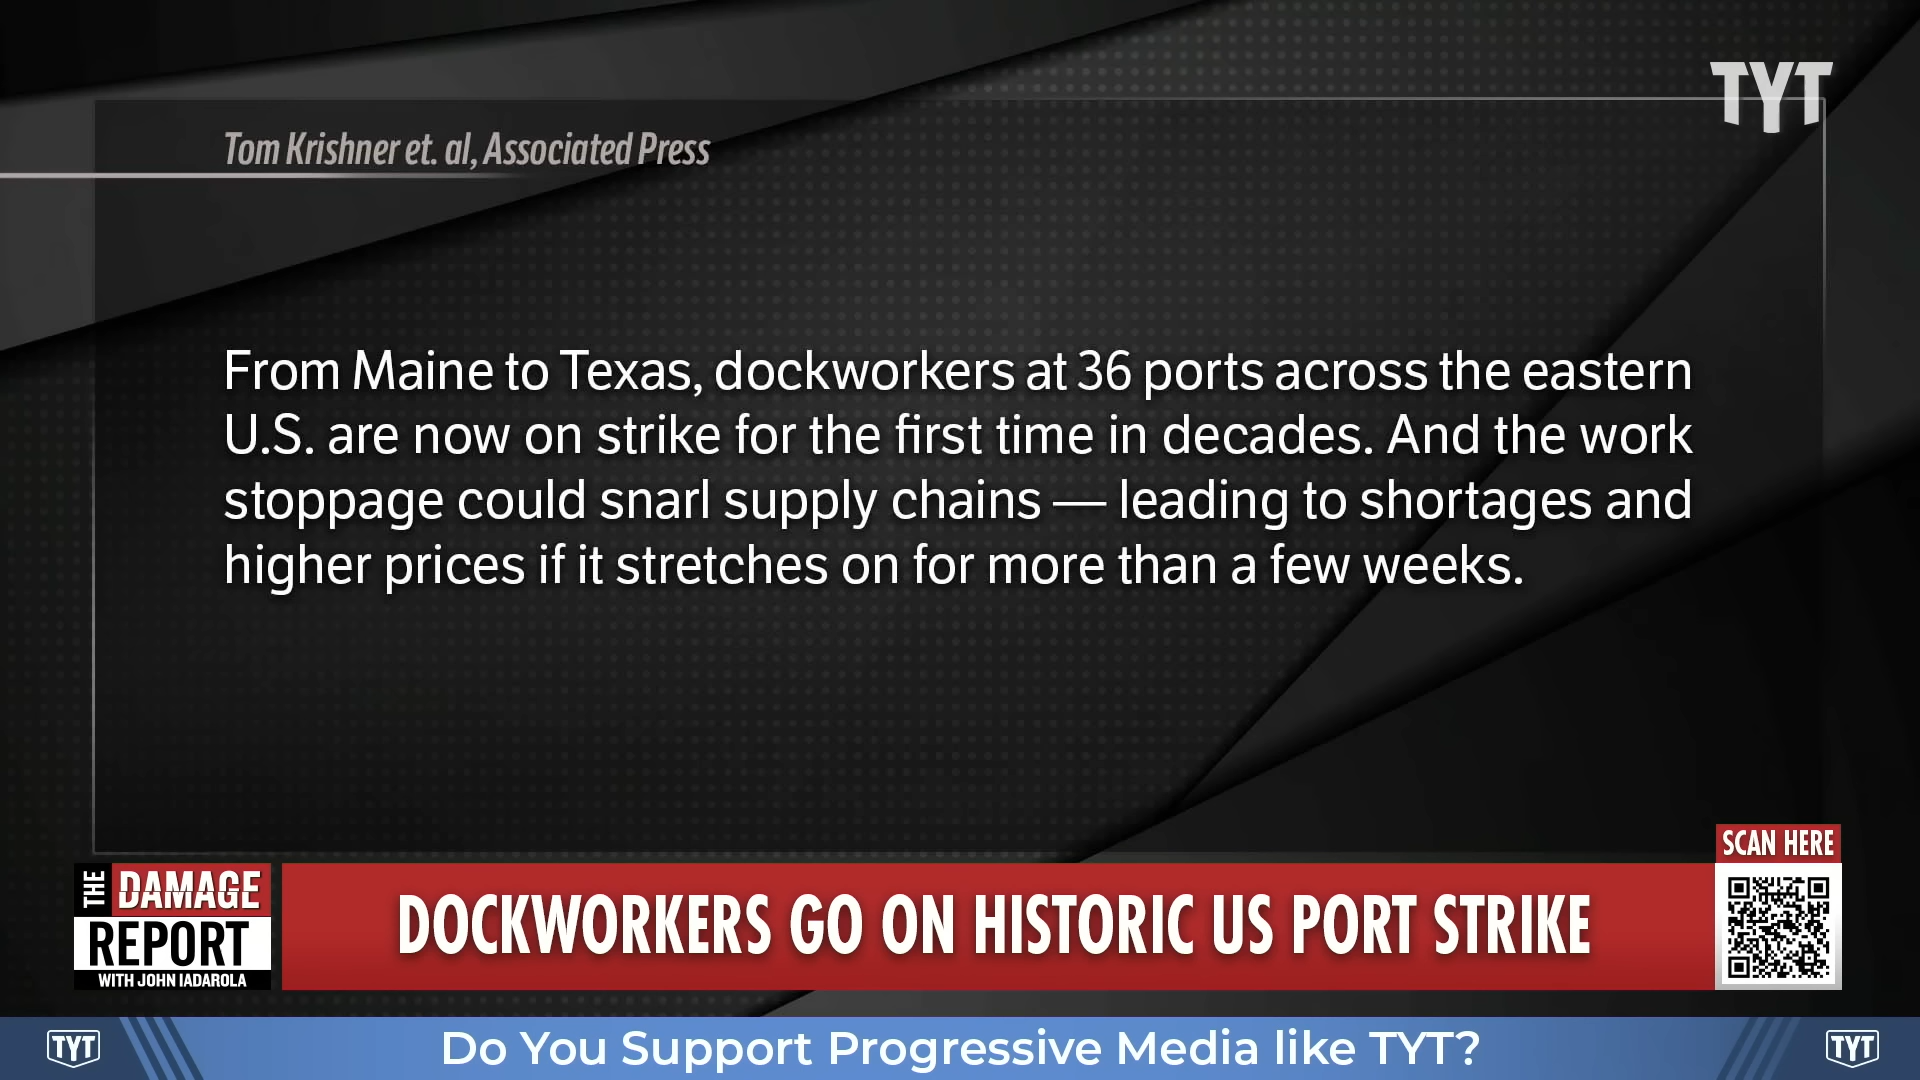 TYT
Tom Krishner et. al, Associated Press
From Maine to Texas, dockworkers at 36 ports across the eastern
U.S. are now on strike for the first time in decades. And the work
stoppage could snarl supply chains — leading to shortages and
higher prices if it stretches on for more than a few weeks.
SCAN HERE
THE DAMAGE
REPORT
WITH JOHN IADAROLA
DOCKWORKERS GO ON HISTORIC US PORT STRIKE
TYT
Do You Support Progressive Media like TYT?
TYT